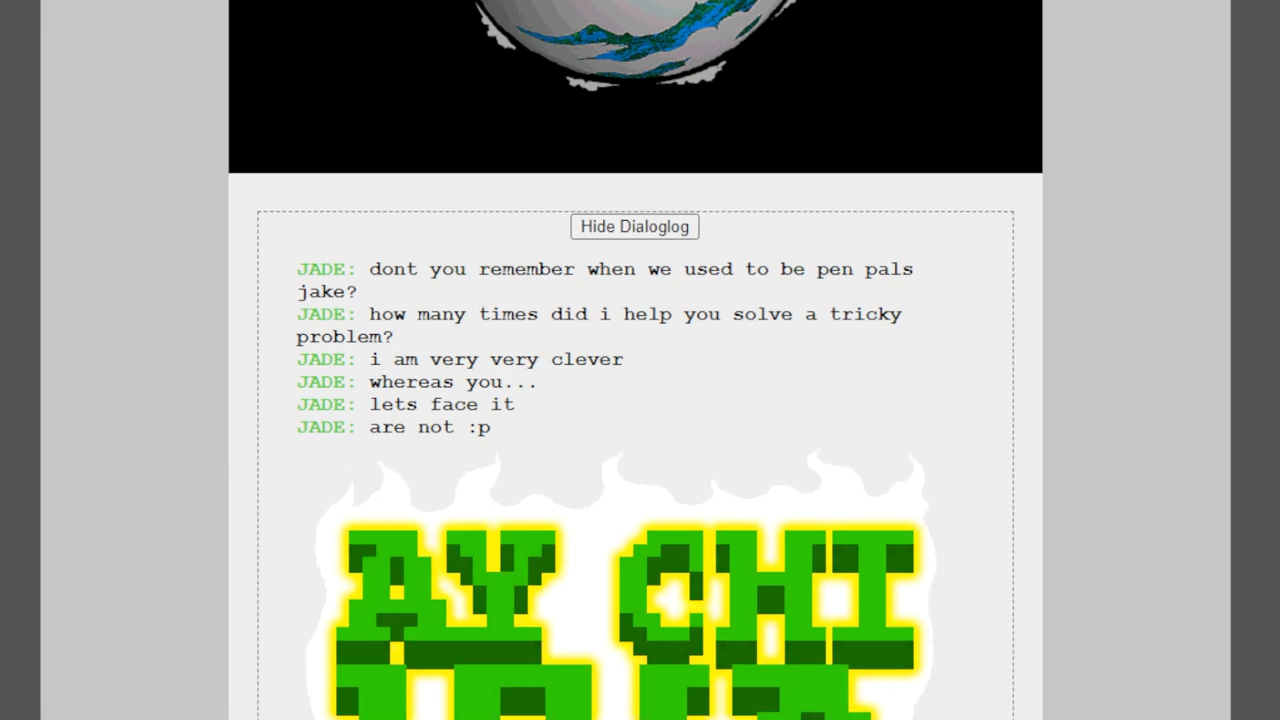 Hide Dialoglog
JADE: dont you remember when we used to be pen pals
jake?
JADE: how many times did i help you solve a tricky
problem?
JADE: i am very very clever
JADE: whereas you...
JADE: lets face it
JADE: are not :p
AY CHI